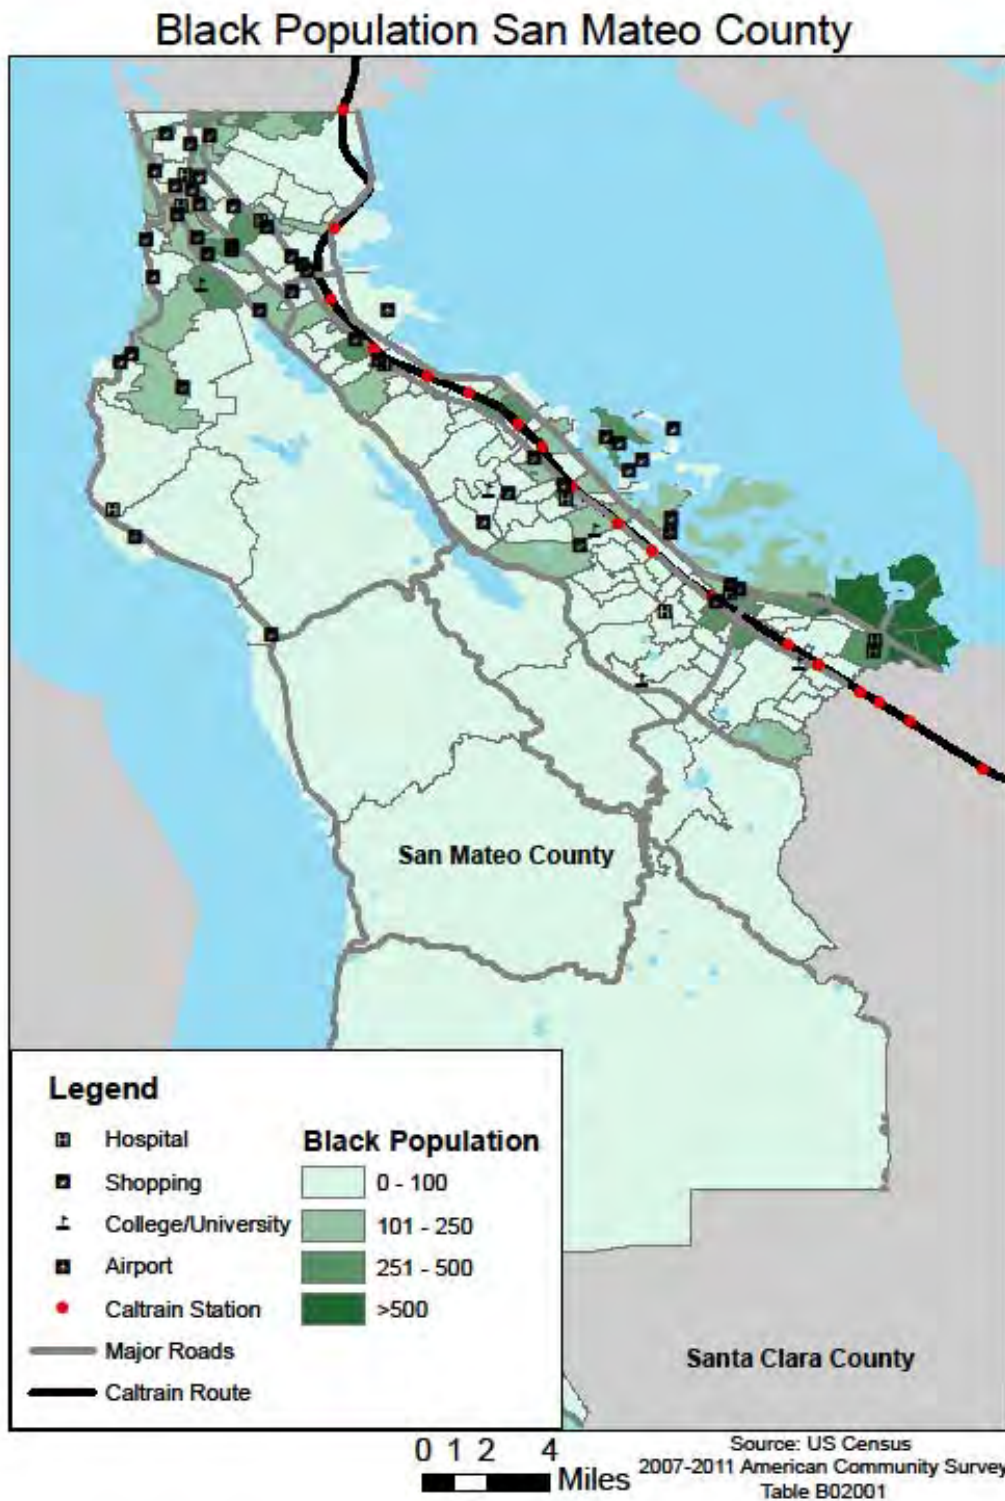 Black Population San Mateo County
San Mateo County
Legend
Hospital
Shopping
College/University
Airport
Caltrain Station
Major Roads
Caltrain Route
Black Population
0 - 100
101 - 250
251 - 500
>500
Santa Clara County
0 1 2 4
Miles
Source: US Census
2007-2011 American Community Survey
Table B02001